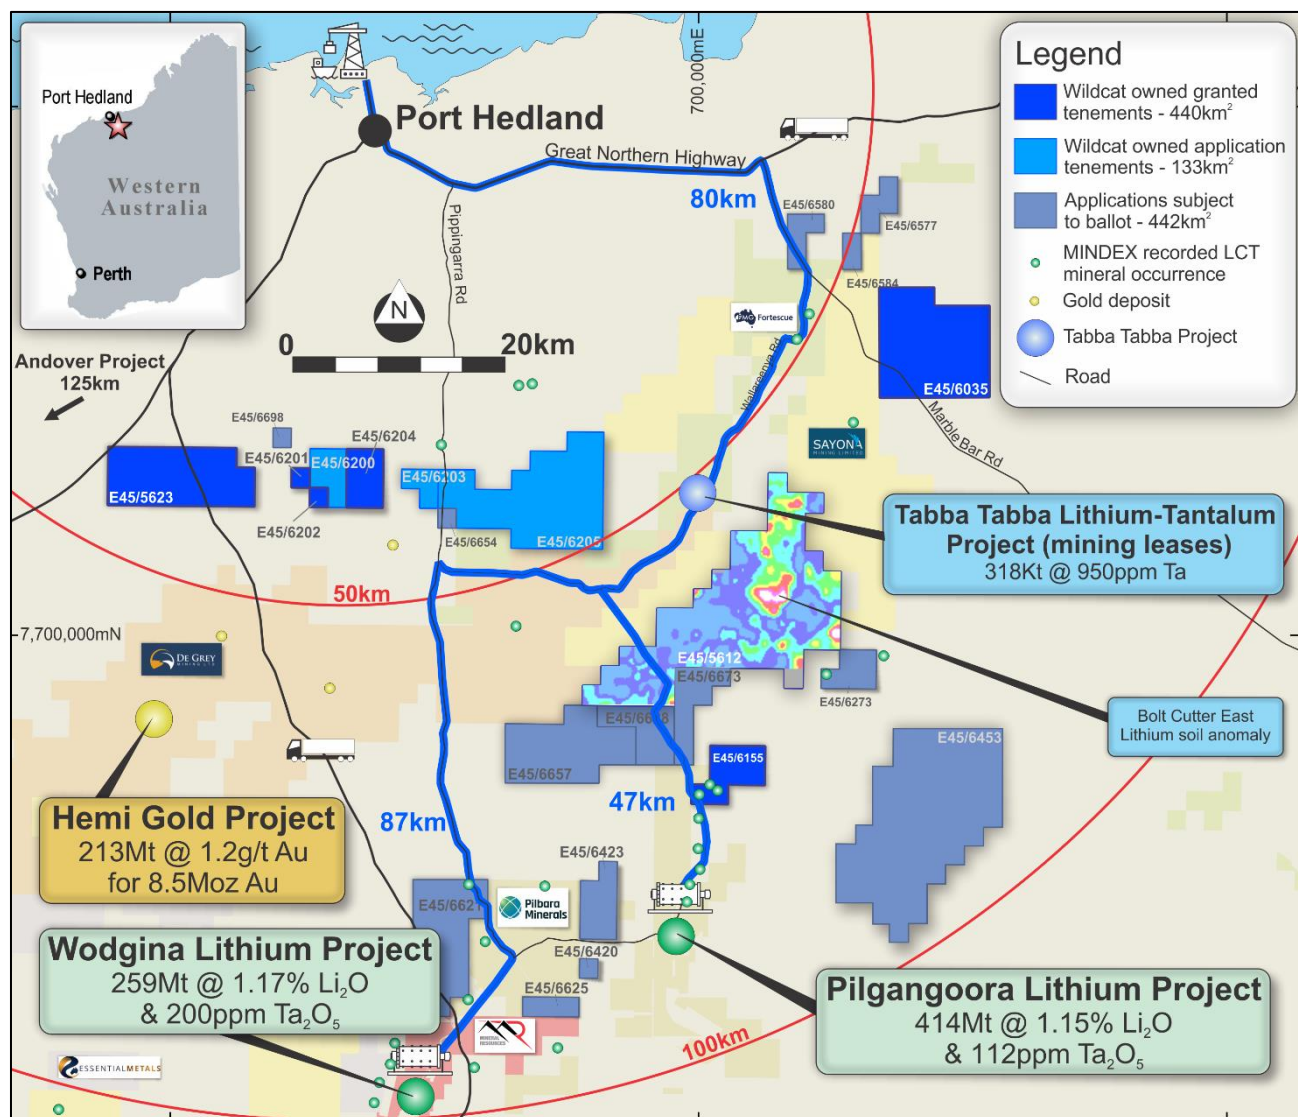 Port Hedland
Western
Australia
Perth
700,000mE
Legend
Wildcat owned granted
tenements - 440km²
Wildcat owned application
tenements - 133km²
Applications subject
to ballot - 442km²
MINDEX recorded LCT
mineral occurrence
Gold deposit
Tabba Tabba Project
Road
Port Hedland
Great Northern Highway
80km
E45/6580
E45/6577
E45/6584
Pippingarra Rd
N
0
20km
Fortescue
Wallareenya Rd
E45/6035
Marble Bar Rd
Andover Project
125km
E45/6698
E45/6204
E45/6201
E45/6200
E45/6203
E45/5623
E45/6202
E45/6654
E45/6205
SAYONA
MINING LIMITED
Tabba Tabba Lithium-Tantalum
Project (mining leases)
318Kt @ 950ppm Ta
50km
7,700,000mN
DE GREY
MINING LTD
E45/5612
E45/6673
E45/6273
Bolt Cutter East
Lithium soil anomaly
E45/6657
E45/6155
E45/6453
47km
87km
Hemi Gold Project
213Mt @ 1.2g/t Au
for 8.5Moz Au
E45/6423
E45/6621
Pilbara
Minerals
E45/6420
E45/6625
Wodgina Lithium Project
259Mt @ 1.17% Li₂O
& 200ppm Ta₂O₅
Pilgangoora Lithium Project
414Mt @ 1.15% Li₂O
& 112ppm Ta₂O₅
MINERAL RESOURCES
100km
ESSENTIALMETALS